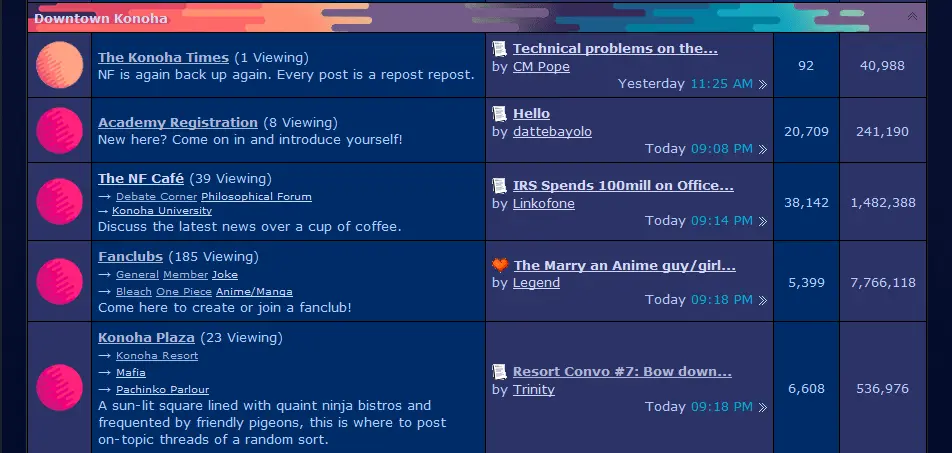 Downtown Konoha
The Konoha Times (1 Viewing)
NF is again back up again. Every post is a repost repost.
Technical problems on the...
by CM Pope
Yesterday 11:25 AM
92
40,988
Academy Registration (8 Viewing)
New here? Come on in and introduce yourself!
Hello
by dattebayolo
Today 09:08 PM
20,709
241,190
The NF Café (39 Viewing)
→ Debate Corner Philosophical Forum
→ Konoha University
Discuss the latest news over a cup of coffee.
IRS Spends 100mill on Office...
by Linkofone
Today 09:14 PM
38,142
1,482,388
Fanclubs (185 Viewing)
→ General Member Joke
→ Bleach One Piece Anime/Manga
Come here to create or join a fanclub!
The Marry an Anime guy/girl...
by Legend
Today 09:18 PM
5,399
7,766,118
Konoha Plaza (23 Viewing)
→ Konoha Resort
→ Mafia
→ Pachinko Parlour
A sun-lit square lined with quaint ninja bistros and
frequented by friendly pigeons, this is where to post
on-topic threads of a random sort.
Resort Convo #7: Bow down...
by Trinity
Today 09:18 PM
6,608
536,976